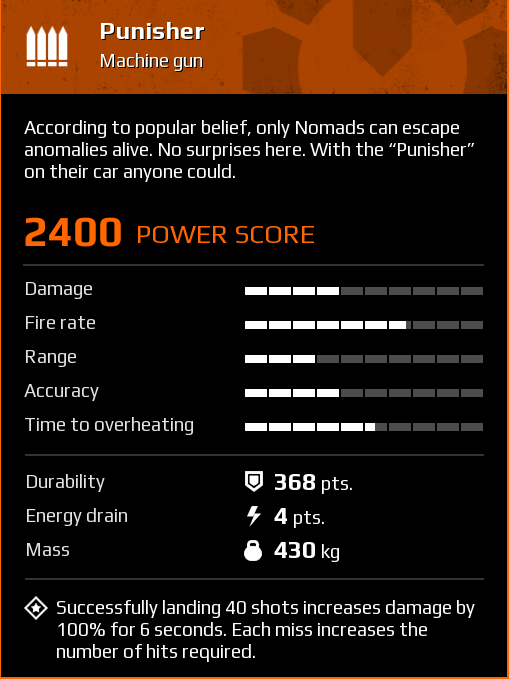 Punisher
Machine gun
According to popular belief, only Nomads can escape
anomalies alive. No surprises here. With the “Punisher”
on their car anyone could.
2400 POWER SCORE
Damage
Fire rate
Range
Accuracy
Time to overheating
Durability 368 pts.
Energy drain 4 pts.
Mass 430 kg
Successfully landing 40 shots increases damage by
100% for 6 seconds. Each miss increases the
number of hits required.